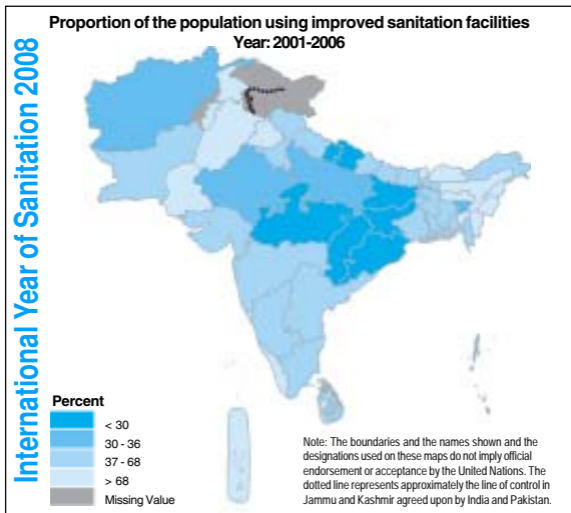 Proportion of the population using improved sanitation facilities
Year: 2001-2006
International Year of Sanitation 2008
Percent
< 30
30 - 36
37 - 68
> 68
Missing Value
Note: The boundaries and the names shown and the
designations used on these maps do not imply official
endorsement or acceptance by the United Nations. The
dotted line represents approximately the line of control in
Jammu and Kashmir agreed upon by India and Pakistan.